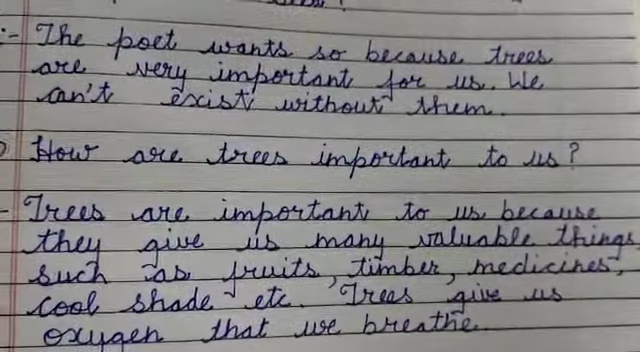 :- The poet wants so because trees
are very important for us. We
can't exist without them.
How are trees important to us?
- Trees are important to us because
they give us many valuable things
such as fruits, timber, medicines,
cool shade etc. Trees give us
oxygen that we breathe.